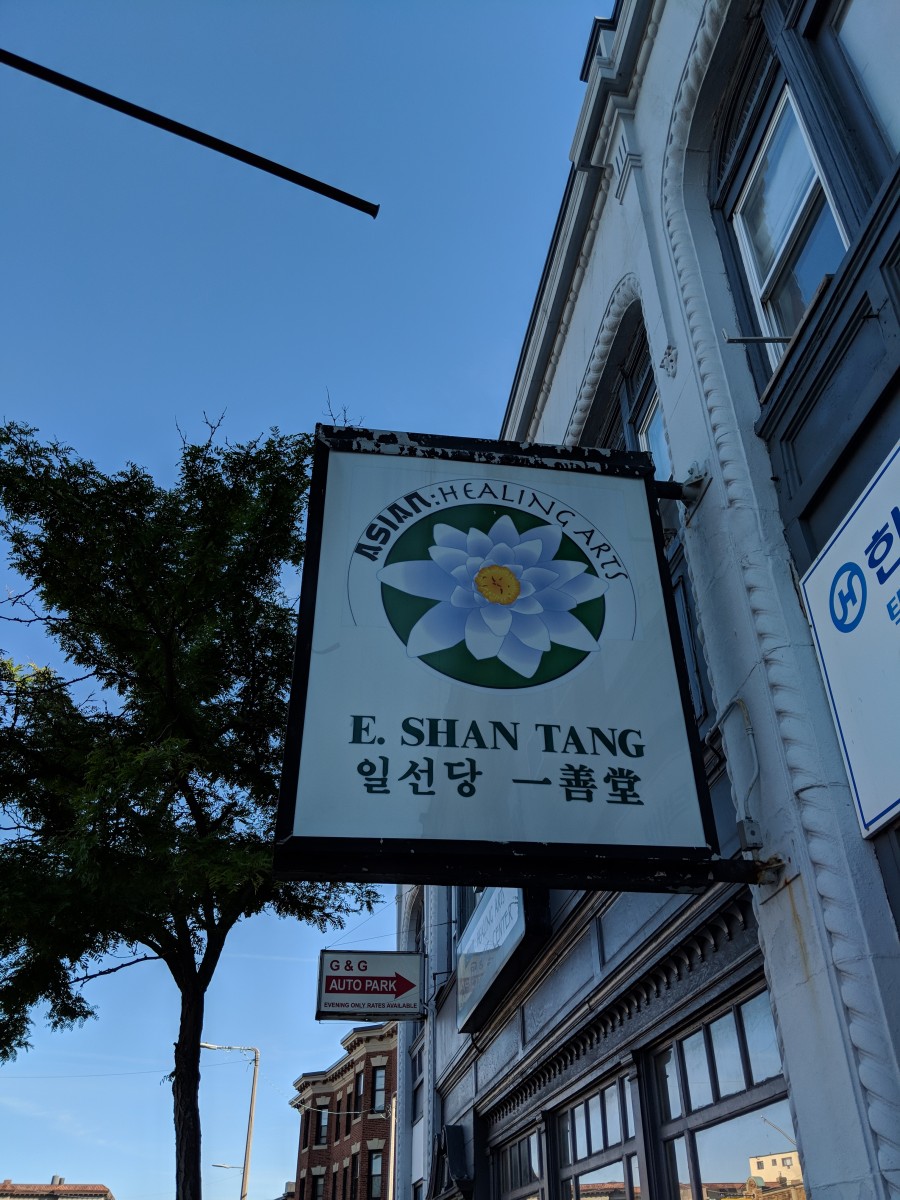 ASIAN:HEALING ARTS
E. SHAN TANG
일선당 一善堂
G & G
AUTO PARK
EVENING ONLY RATES AVAILABLE
H